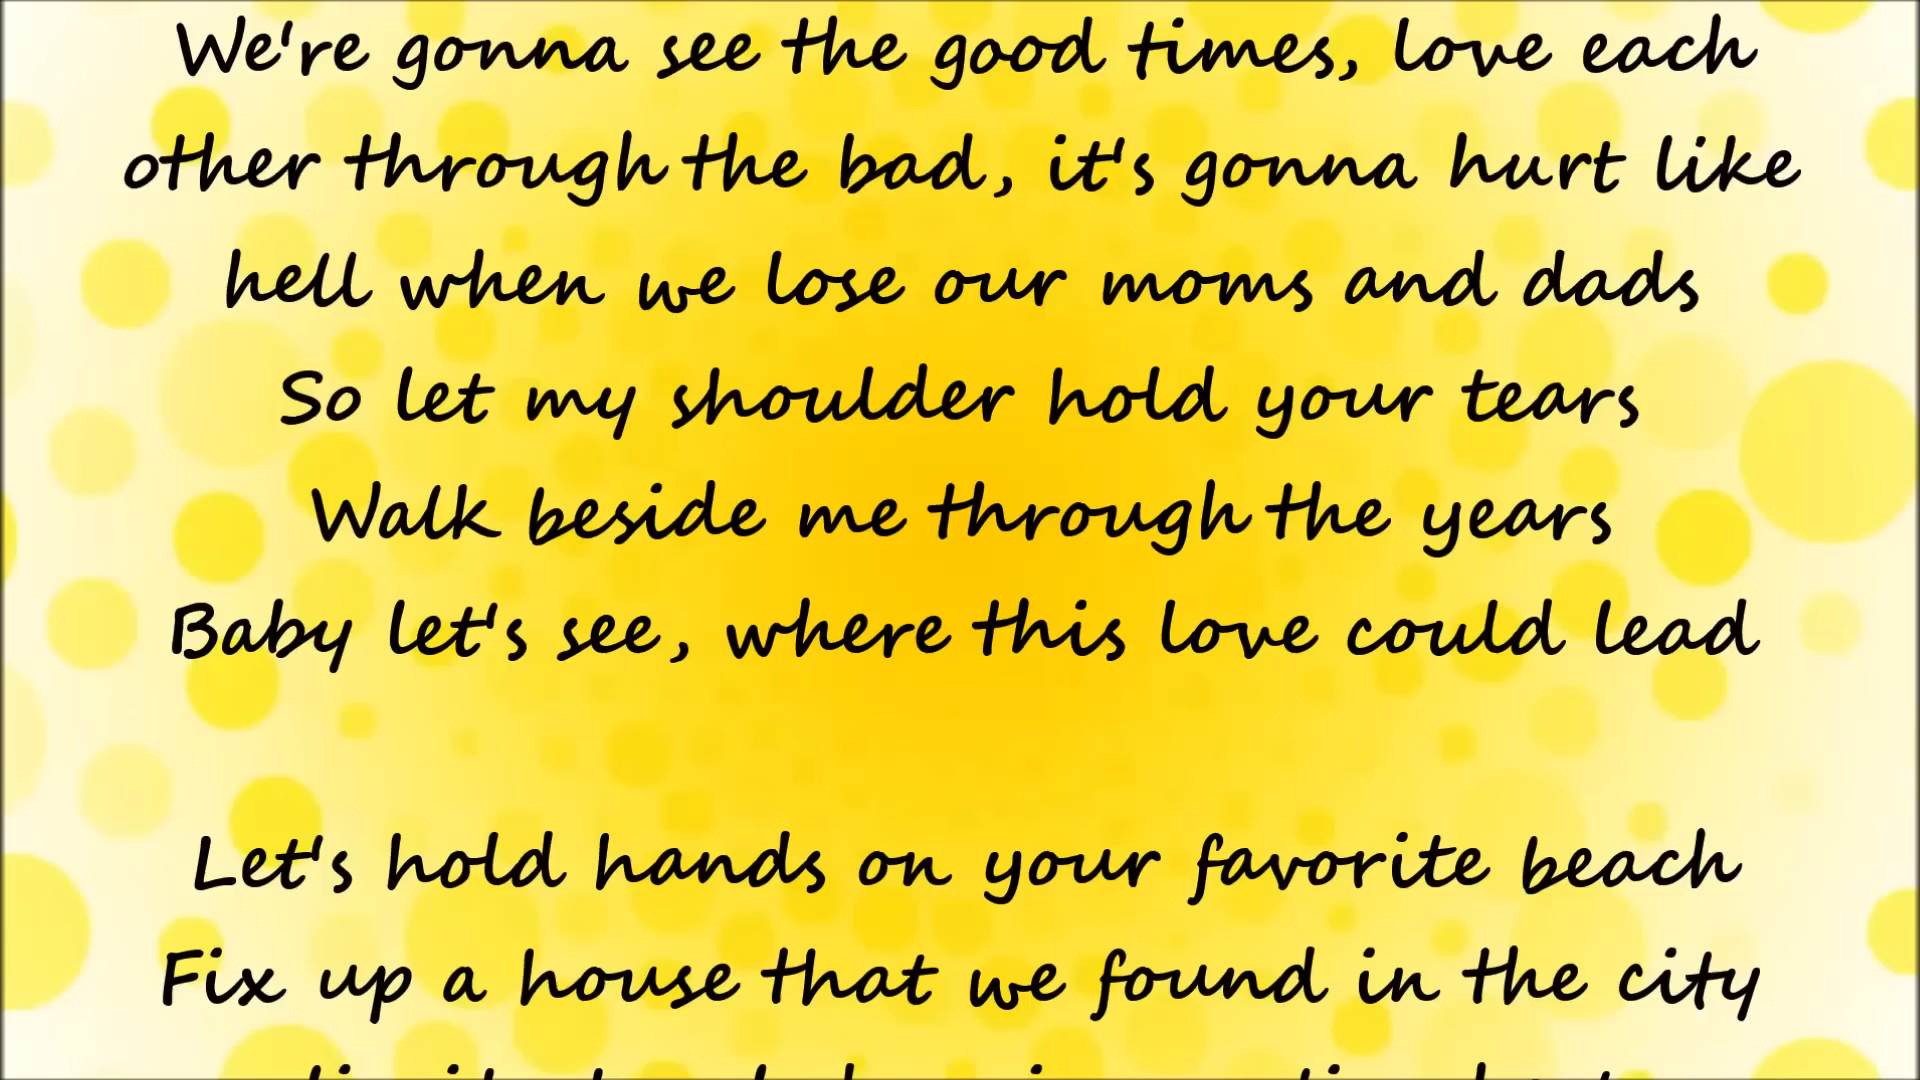 We're gonna see the good times, love each
other through the bad, it's gonna hurt like
hell when we lose our moms and dads
So let my shoulder hold your tears
Walk beside me through the years
Baby let's see, where this love could lead
Let's hold hands on your favorite beach
Fix up a house that we found in the city